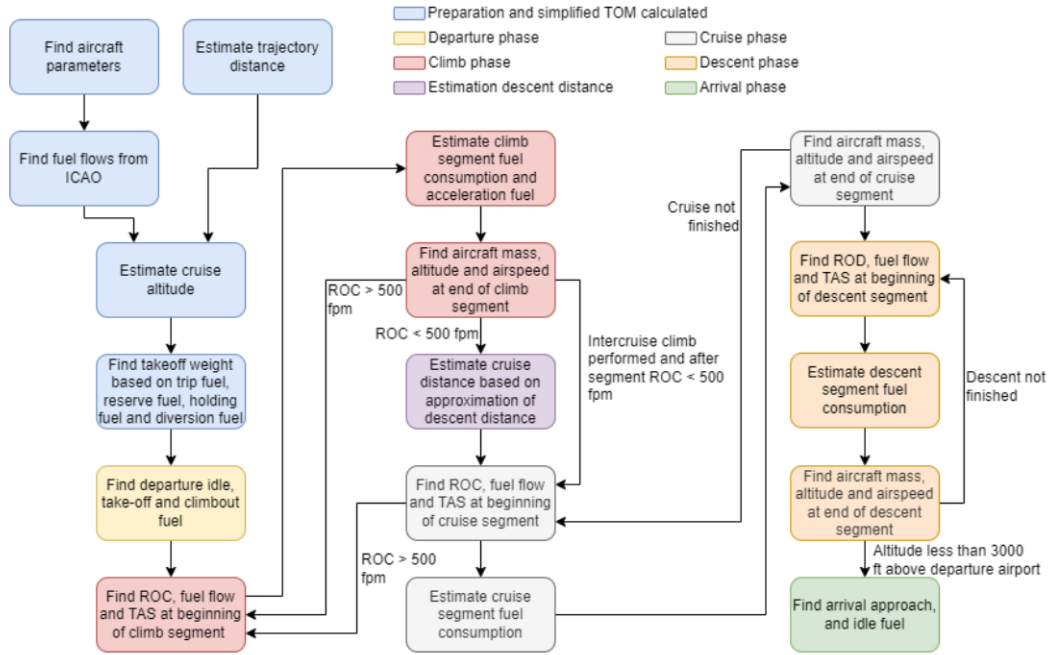 Preparation and simplified TOM calculated
Departure phase
Cruise phase
Climb phase
Descent phase
Estimation descent distance
Arrival phase
Find aircraft
parameters
Estimate trajectory
distance
Find fuel flows from
ICAO
Estimate cruise
altitude
Find takeoff weight
based on trip fuel,
reserve fuel, holding
fuel and diversion fuel
Find departure idle,
take-off and climbout
fuel
Find ROC, fuel flow
and TAS at beginning
of climb segment
Estimate climb
segment fuel
consumption and
acceleration fuel
Find aircraft mass,
altitude and airspeed
at end of climb
segment
ROC > 500
fpm
ROC < 500 fpm
Intercruise climb
performed and after
segment ROC < 500
fpm
Estimate cruise
distance based on
approximation of
descent distance
Find ROC, fuel flow
and TAS at beginning
of cruise segment
ROC > 500
fpm
Estimate cruise
segment fuel
consumption
Cruise not
finished
Find aircraft mass,
altitude and airspeed
at end of cruise
segment
Find ROD, fuel flow
and TAS at beginning
of descent segment
Estimate descent
segment fuel
consumption
Descent not
finished
Find aircraft mass,
altitude and airspeed
at end of descent
segment
Altitude less than 3000
ft above departure airport
Find arrival approach,
and idle fuel